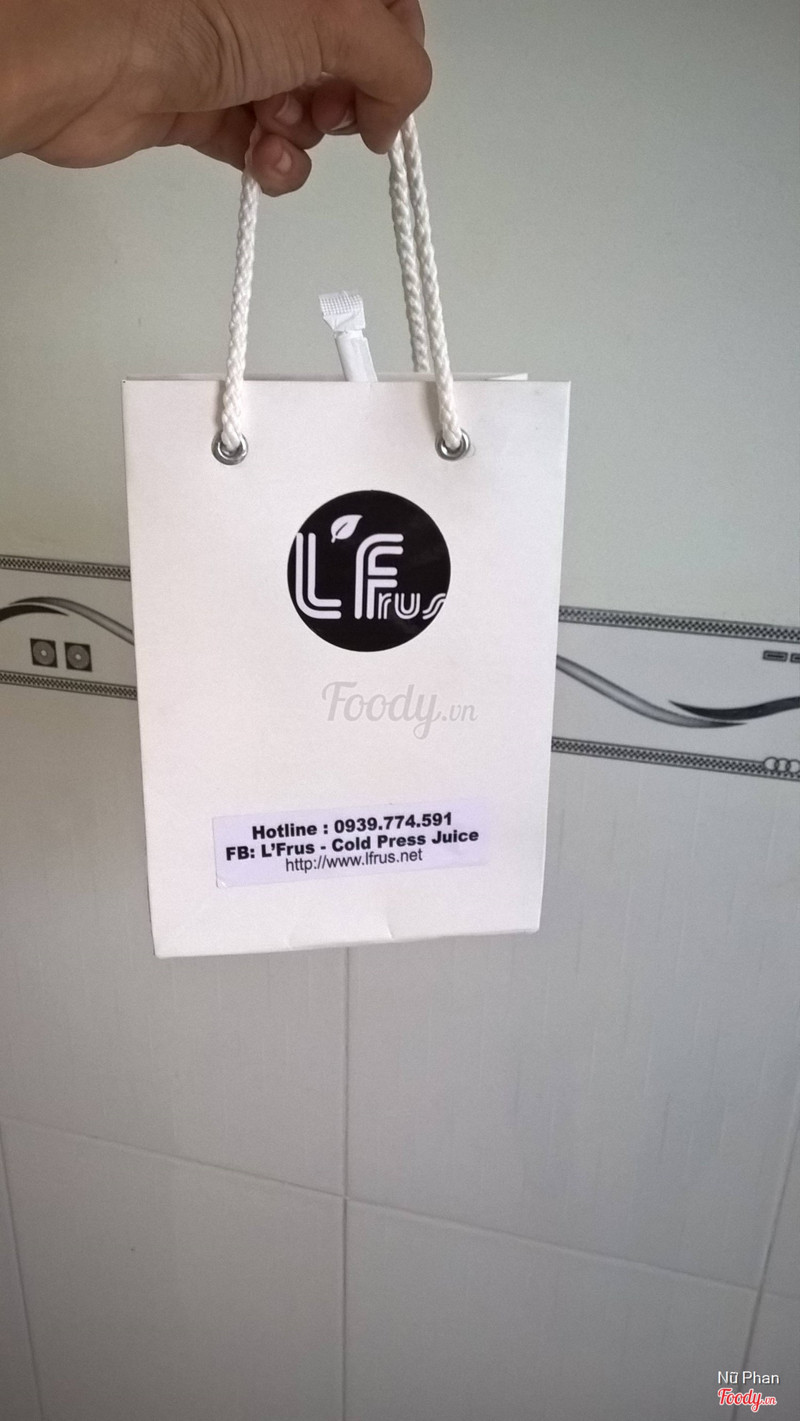 L'Frus
Foody.vn
Hotline : 0939.774.591
FB: L'Frus - Cold Press Juice
http://www.lfrus.net
Nữ Phan
Foody.vn